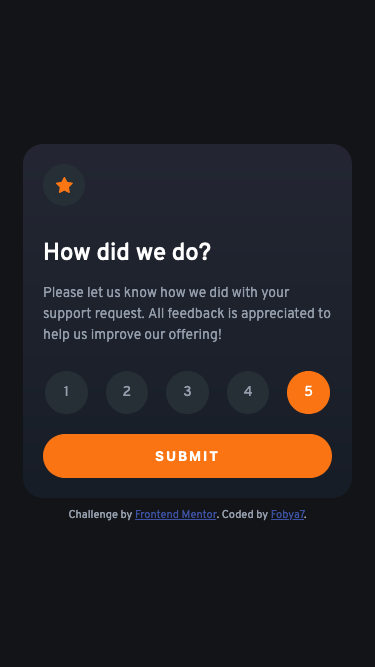 How did we do?
Please let us know how we did with your
support request. All feedback is appreciated to
help us improve our offering!
1 2 3 4 5
SUBMIT
Challenge by Frontend Mentor. Coded by Fobya7.